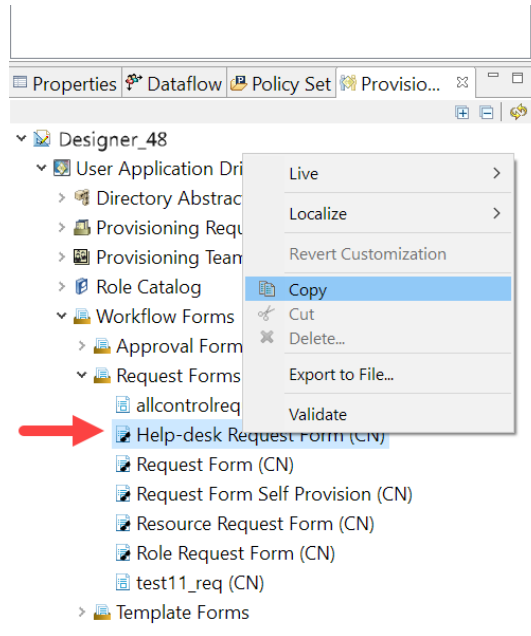 Properties Dataflow Policy Set Provisio...
Designer_48
User Application Dri
Directory Abstrac
Provisioning Requ
Provisioning Team
Role Catalog
Workflow Forms
Approval Form
Request Forms
allcontrolreq
Help-desk Request Form (CN)
Request Form (CN)
Request Form Self Provision (CN)
Resource Request Form (CN)
Role Request Form (CN)
test11_req (CN)
Template Forms
Live
Localize
Revert Customization
Copy
Cut
Delete...
Export to File...
Validate